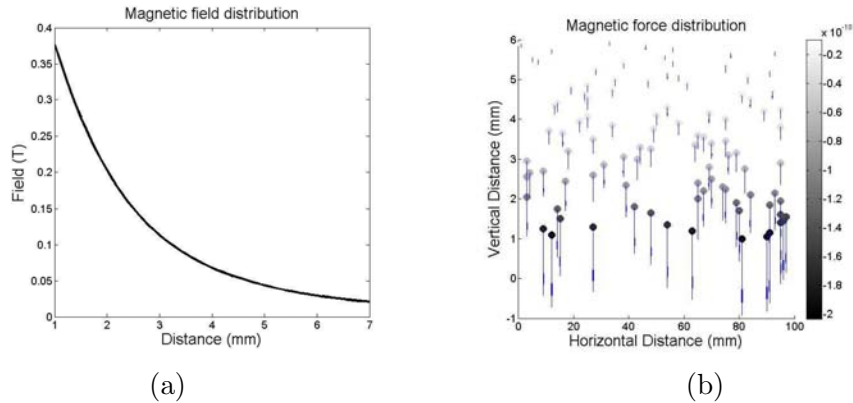 Magnetic field distribution
0.4
0.35
0.3
0.25
0.2
0.15
0.1
0.05
0
Field (T)
1 2 3 4 5 6 7
Distance (mm)
(a)
Magnetic force distribution
6
5
4
3
2
1
0
-1
Vertical Distance (mm)
0 20 40 60 80 100
Horizontal Distance (mm)
-0.2
-0.4
-0.6
-0.8
-1
-1.2
-1.4
-1.6
-1.8
-2
(b)